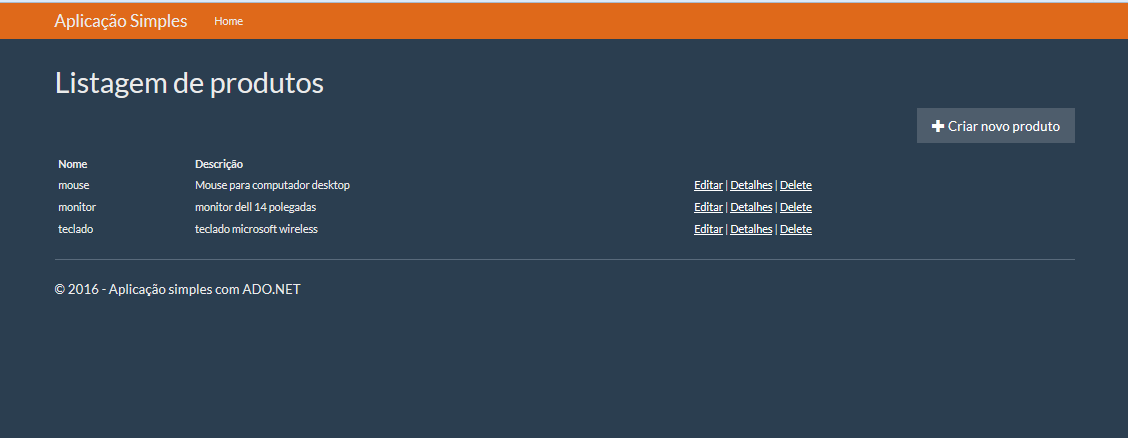 Aplicação Simples Home
Listagem de produtos
Criar novo produto
Nome Descrição
mouse Mouse para computador desktop Editar | Detalhes | Delete
monitor monitor dell 14 polegadas Editar | Detalhes | Delete
teclado teclado microsoft wireless Editar | Detalhes | Delete
© 2016 - Aplicação simples com ADO.NET